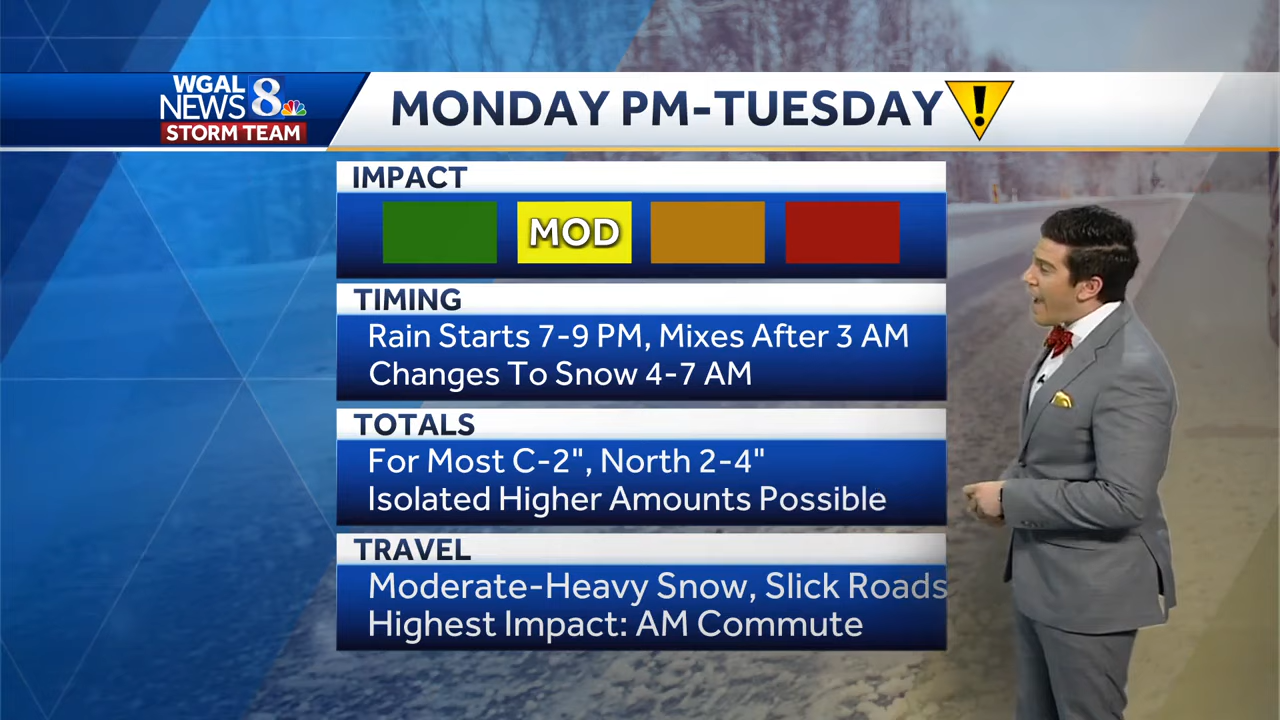 WGAL
NEWS 8
STORM TEAM
MONDAY PM-TUESDAY
!
IMPACT
MOD
TIMING
Rain Starts 7-9 PM, Mixes After 3 AM
Changes To Snow 4-7 AM
TOTALS
For Most C-2", North 2-4"
Isolated Higher Amounts Possible
TRAVEL
Moderate-Heavy Snow, Slick Roads
Highest Impact: AM Commute